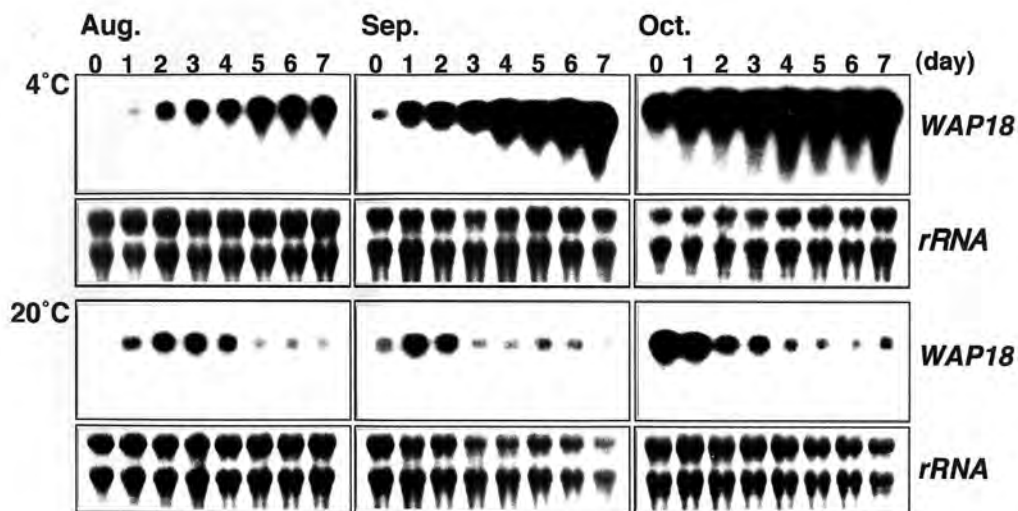 Aug. Sep. Oct.
0 1 2 3 4 5 6 7 0 1 2 3 4 5 6 7 0 1 2 3 4 5 6 7 (day)
4˚C
WAP18
rRNA
20˚C
WAP18
rRNA